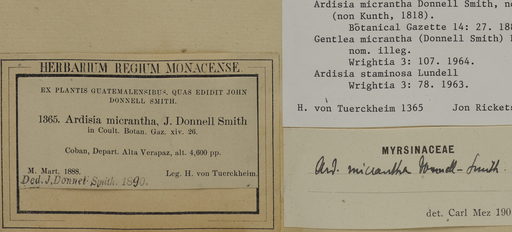 HERBARIUM REGIUM MONACENSE.
EX PLANTIS GUATEMALENSIBUS, QUAS EDIDIT JOHN
DONNELL SMITH.
1365. Ardisia micrantha, J. Donnell Smith
in Coult. Botan. Gaz. xiv. 26.
Coban, Depart. Alta Verapaz, alt. 4,600 pp.
M. Mart. 1888.
Leg. H. von Tuerckheim.
Ded. J. Donnel-Smith. 1890.
Ardisia micrantha Donnell Smith,
(non Kunth, 1818).
Botanical Gazette 14: 27.
Gentlea micrantha (Donnell Smith)
nom. illeg.
Wrightia 3: 107. 1964.
Ardisia staminosa Lundell
Wrightia 3: 78. 1963.
H. von Tuerckheim 1365 Jon Ricket
MYRSINACEAE
Ard. micrantha Donnell-Smith
det. Carl Mez 190